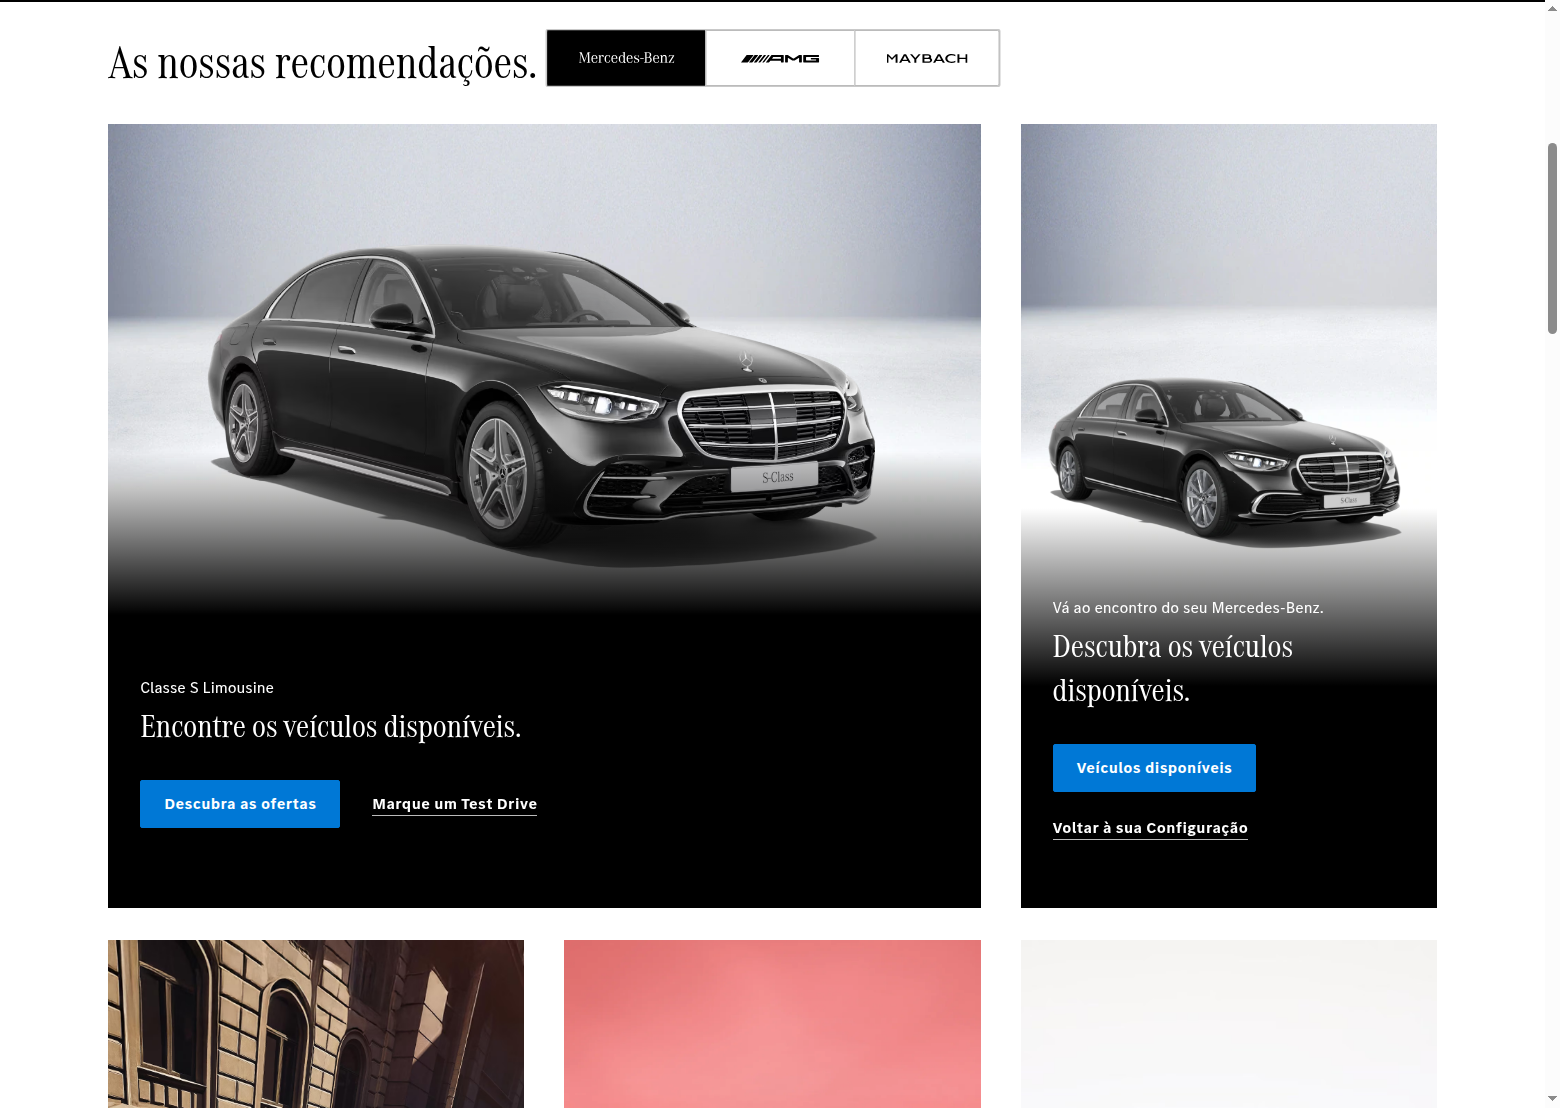 As nossas recomendações.
Mercedes-Benz
AMG
MAYBACH
S-Class
Classe S Limousine
Encontre os veículos disponíveis.
Descubra as ofertas
Marque um Test Drive
S-Class
Vá ao encontro do seu Mercedes-Benz.
Descubra os veículos
disponíveis.
Veículos disponíveis
Voltar à sua Configuração